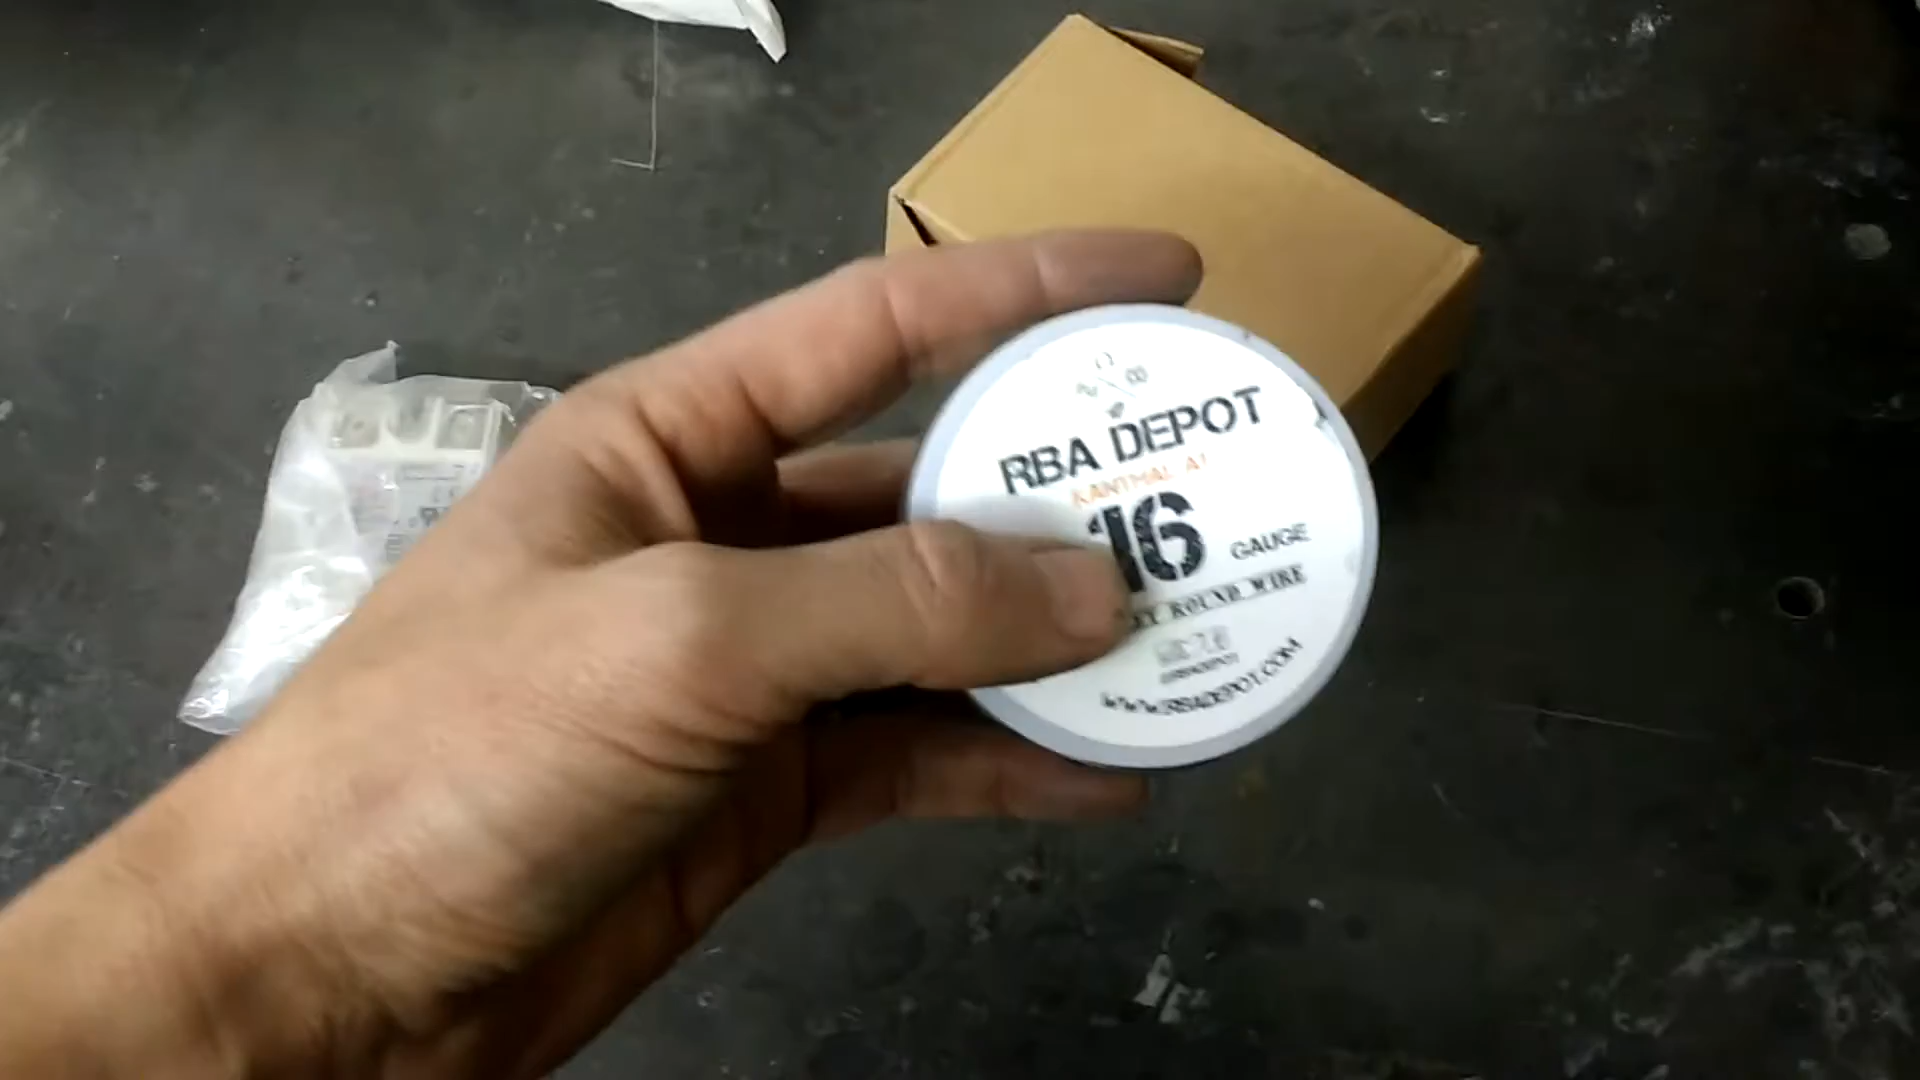 RBA DEPOT
KANTHAL A1
16 GAUGE
ROUND WIRE
WWW.RBADEPOT.COM